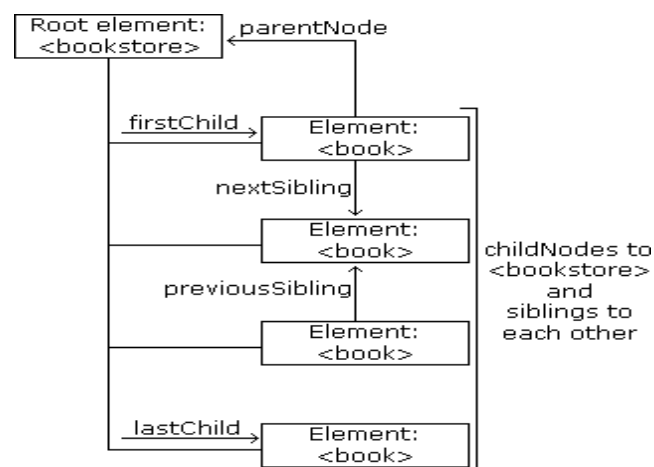 Root element:
<bookstore>
parentNode
firstChild
Element:
<book>
nextSibling
Element:
<book>
previousSibling
Element:
<book>
lastChild
Element:
<book>
childNodes to
<bookstore>
and
siblings to
each other